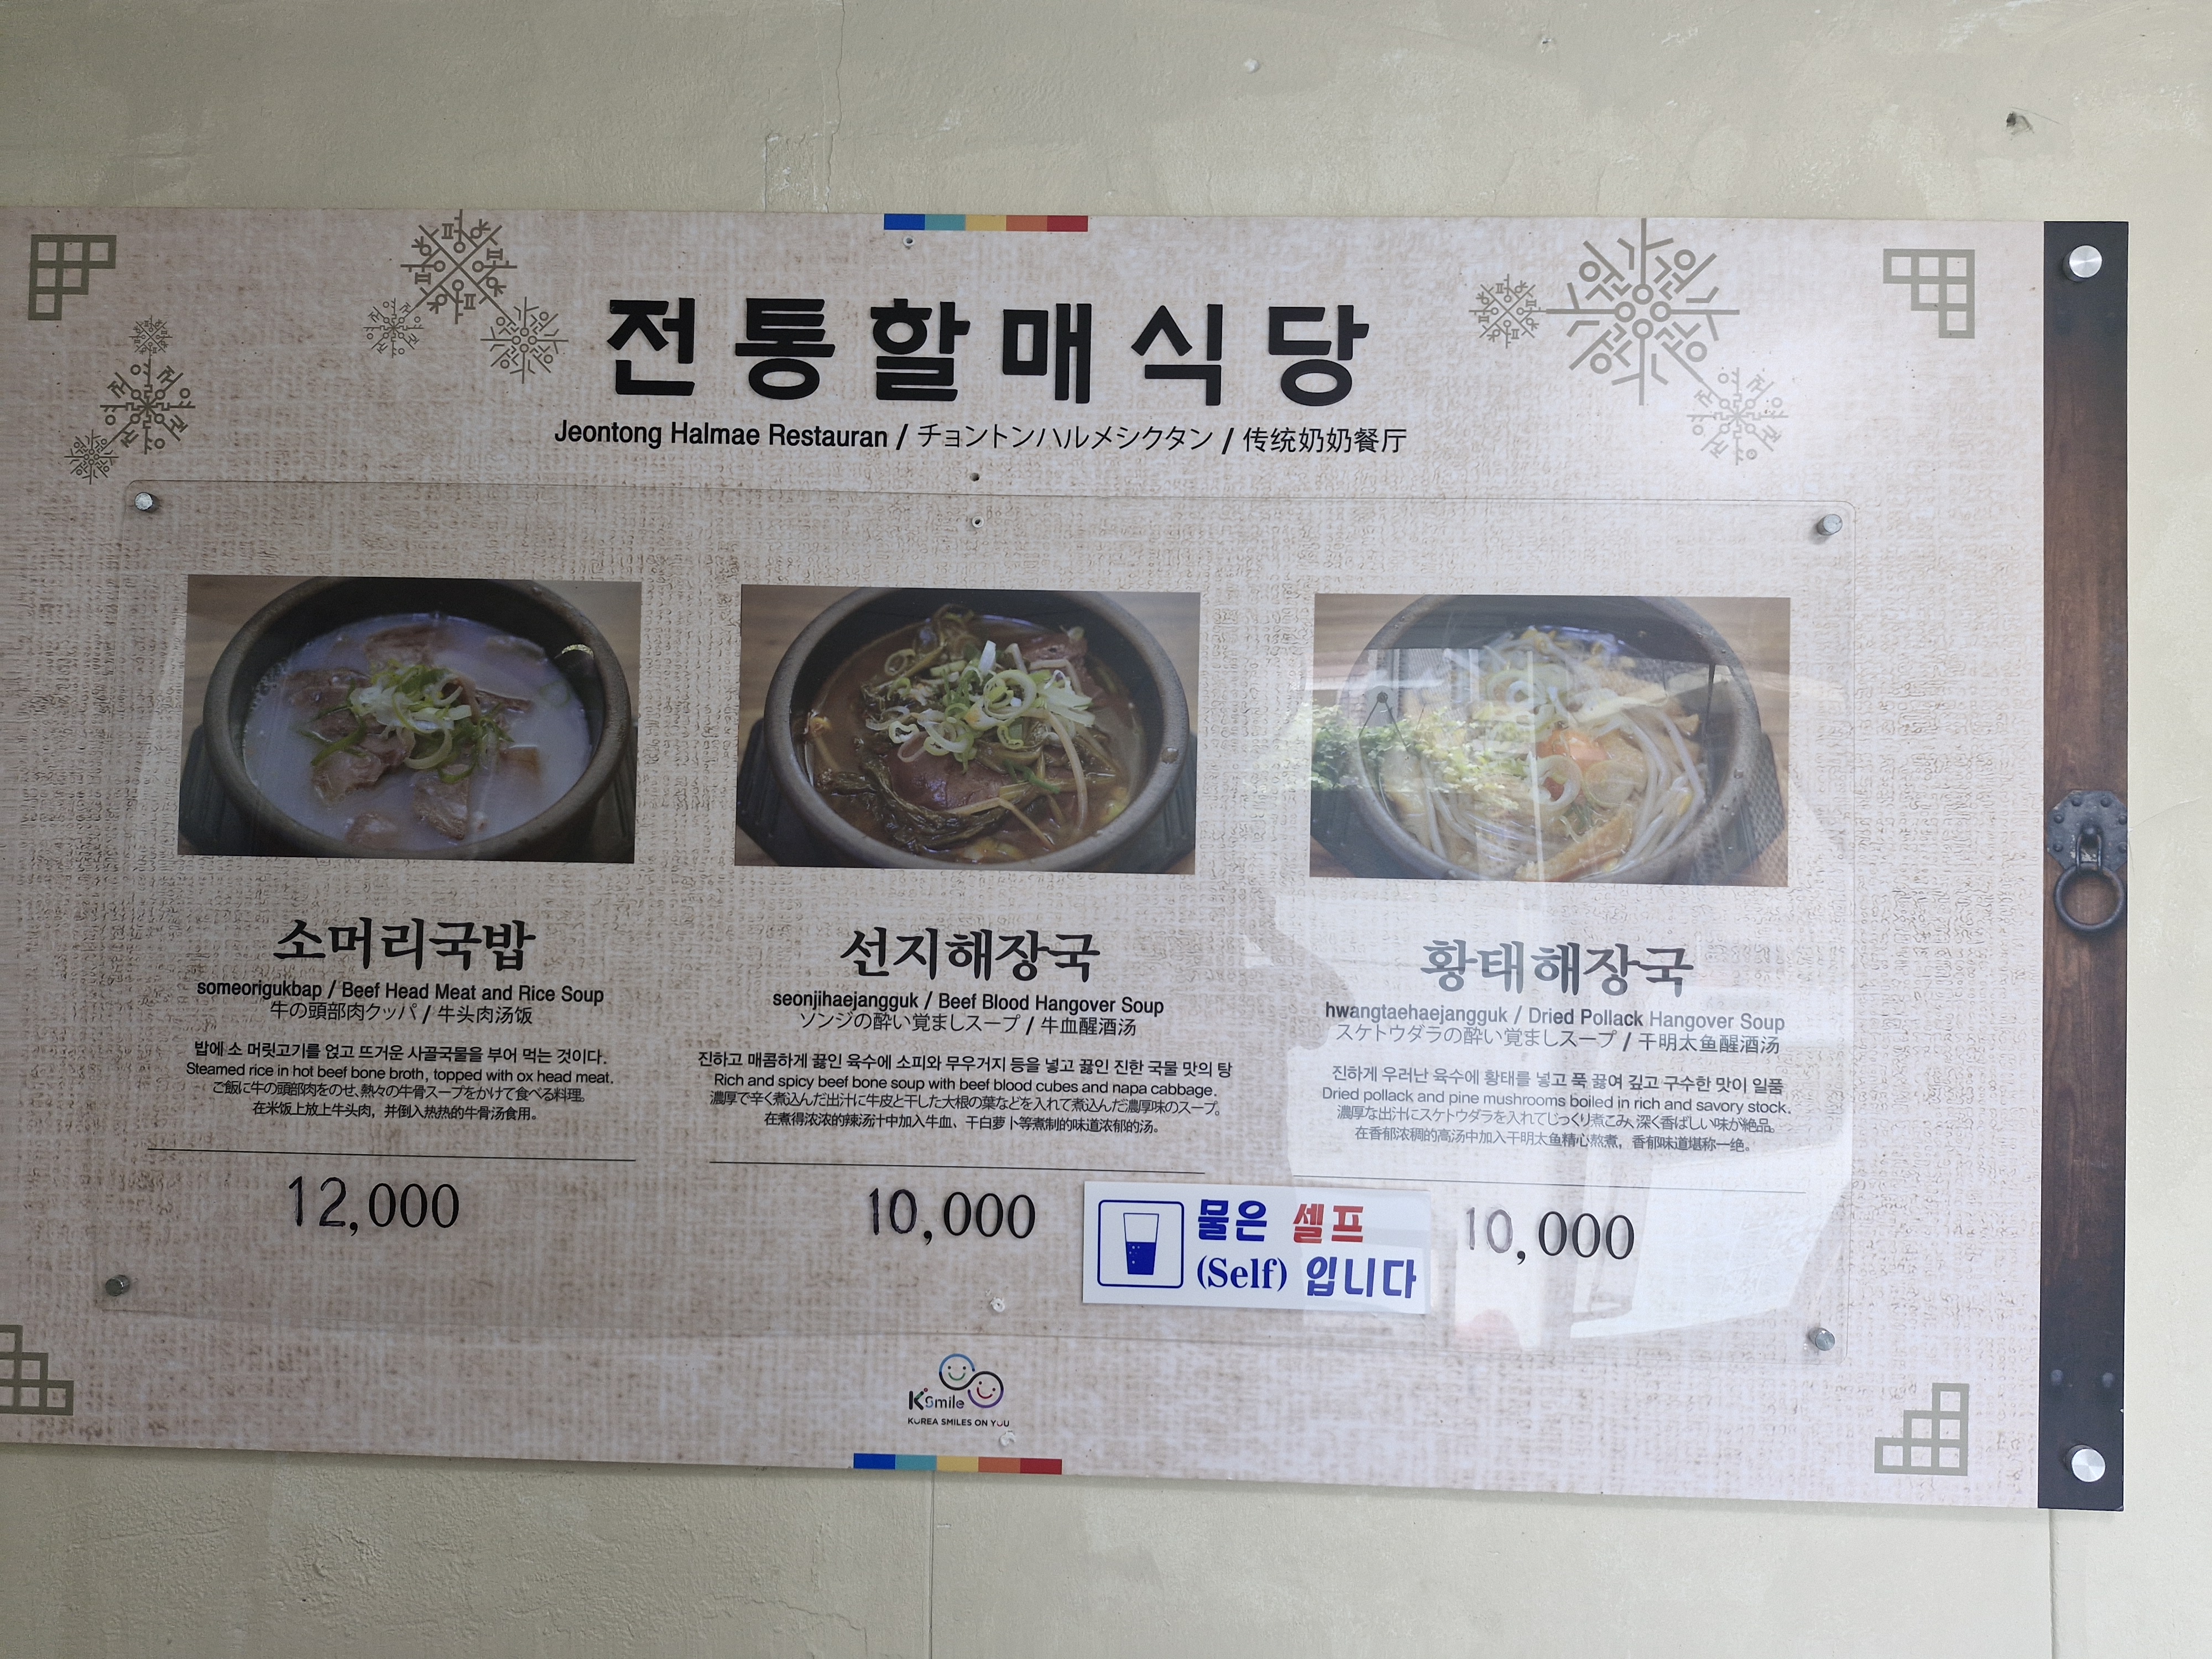 전통할매식당
Jeontong Halmae Restauran / チョントンハルメシクタン / 传统奶奶餐厅
소머리국밥
someorigukbap / Beef Head Meat and Rice Soup
牛の頭部肉クッパ / 牛头肉汤饭
밥에 소 머릿고기를 얹고 뜨거운 사골국물을 부어 먹는 것이다.
Steamed rice in hot beef bone broth, topped with ox head meat.
ご飯に牛の頭部肉をのせ、熱々の牛骨スープをかけて食べる料理。
在米饭上放上牛头肉，并倒入热热的牛骨汤食用。
12,000
선지해장국
seonjihaejangguk / Beef Blood Hangover Soup
ソンジの酔い覚ましスープ / 牛血醒酒汤
진하고 매콤하게 끓인 육수에 소피와 무우거지 등을 넣고 끓인 진한 국물 맛의 탕
Rich and spicy beef bone soup with beef blood cubes and napa cabbage.
濃厚で辛く煮込んだ出汁に牛皮と干した大根の葉などを入れて煮込んだ濃厚味のスープ。
在煮得浓浓的辣汤汁中加入牛血、干白萝卜等煮制的味道浓郁的汤。
10,000
황태해장국
hwangtaehaejangguk / Dried Pollack Hangover Soup
スケトウダラの酔い覚ましスープ / 干明太鱼醒酒汤
진하게 우러난 육수에 황태를 넣고 푹 끓여 깊고 구수한 맛이 일품
Dried pollack and pine mushrooms boiled in rich and savory stock.
濃厚な出汁にスケトウダラを入れてじっくり煮こみ、深く香ばしい味が絶品。
在香郁浓稠的高汤中加入干明太鱼精心熬煮，香郁味道堪称一绝。
10,000
물은 셀프
(Self) 입니다
K Smile
KOREA SMILES ON YOU